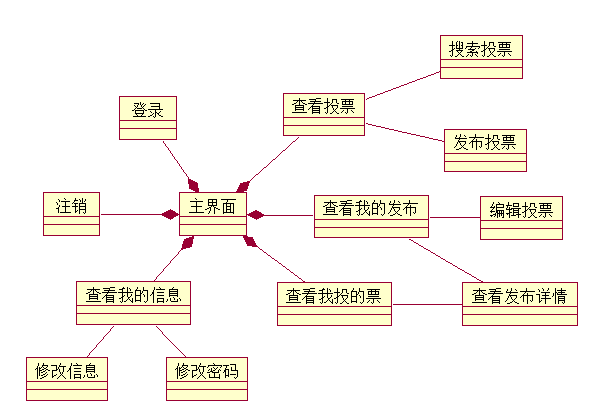 搜索投票
查看投票
登录
发布投票
注销
主界面
查看我的发布
编辑投票
查看我的信息
查看我投的票
查看发布详情
修改信息
修改密码